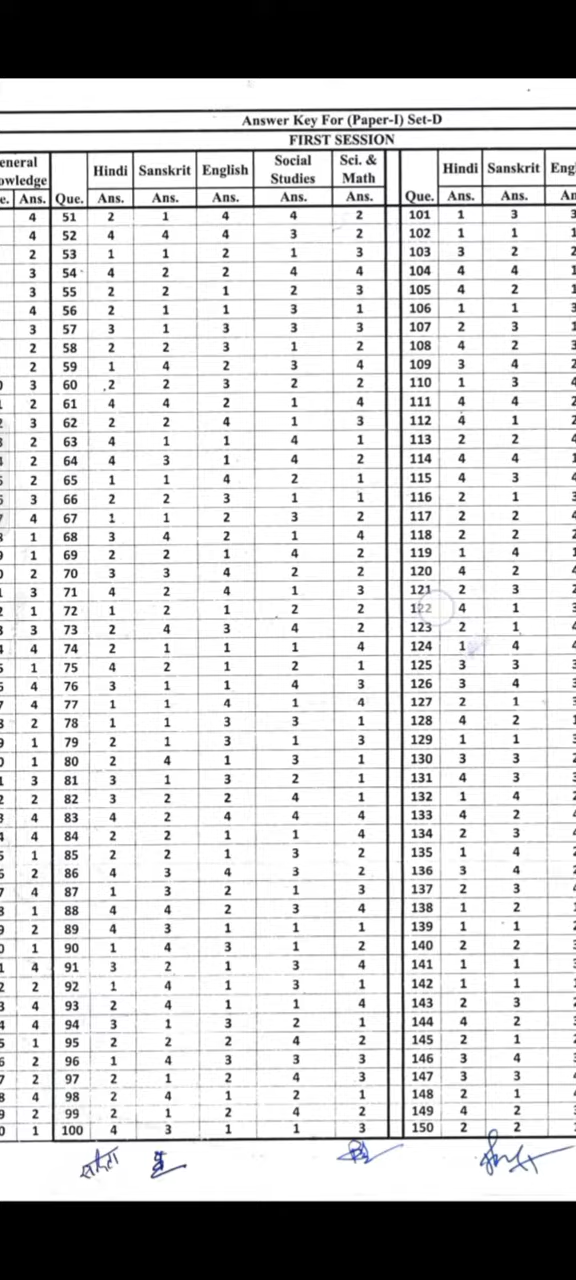 Answer Key For (Paper-I) Set-D
FIRST SESSION
Hindi Sanskrit English Social Studies Sci. & Math Hindi Sanskrit
Ans. Que. Ans. Ans. Ans. Ans. Ans. Que. Ans. Ans.
4 51 2 1 4 4 2 101 1 3
4 52 4 4 4 3 2 102 1 1
2 53 1 1 2 1 3 103 3 2
3 54 4 2 2 4 4 104 4 4
3 55 2 2 1 2 3 105 4 2
4 56 2 1 1 3 1 106 1 1
3 57 3 1 3 3 3 107 2 3
2 58 2 2 3 1 2 108 4 2
2 59 1 4 2 3 4 109 3 4
3 60 2 2 3 2 2 110 1 3
2 61 4 4 2 1 4 111 4 4
3 62 2 2 4 1 3 112 4 1
2 63 4 1 1 4 1 113 2 2
2 64 4 3 1 4 2 114 4 4
2 65 1 1 4 2 1 115 4 3
3 66 2 2 3 1 1 116 2 1
4 67 1 1 2 3 2 117 2 2
1 68 3 4 2 1 4 118 2 2
1 69 2 2 1 4 2 119 1 4
2 70 3 3 4 2 2 120 4 2
3 71 4 2 4 1 3 121 2 3
1 72 1 2 1 2 2 122 4 1
3 73 2 4 3 4 2 123 2 1
4 74 2 1 1 1 4 124 1 4
1 75 4 2 1 2 1 125 3 3
4 76 3 1 1 4 3 126 3 4
4 77 1 1 4 1 4 127 2 1
2 78 1 1 3 3 1 128 4 2
1 79 2 1 3 1 3 129 1 1
1 80 2 4 1 3 1 130 3 3
3 81 3 1 3 2 1 131 4 3
2 82 3 2 2 4 1 132 1 4
4 83 4 2 4 4 4 133 4 2
4 84 2 2 1 1 4 134 2 3
1 85 2 2 1 3 2 135 1 4
2 86 4 3 4 3 2 136 3 4
4 87 1 3 2 1 3 137 2 3
1 88 4 4 2 3 4 138 1 2
2 89 4 3 1 1 1 139 1 1
1 90 1 4 3 1 2 140 2 2
4 91 3 2 1 3 4 141 1 1
2 92 1 4 1 3 1 142 1 1
4 93 2 4 1 1 4 143 2 3
4 94 3 1 3 2 1 144 4 2
1 95 2 2 2 4 2 145 2 1
2 96 1 4 3 3 3 146 3 4
2 97 2 1 2 4 3 147 3 3
4 98 2 4 1 2 1 148 2 1
2 99 2 1 2 4 2 149 4 2
1 100 4 3 1 1 3 150 2 2